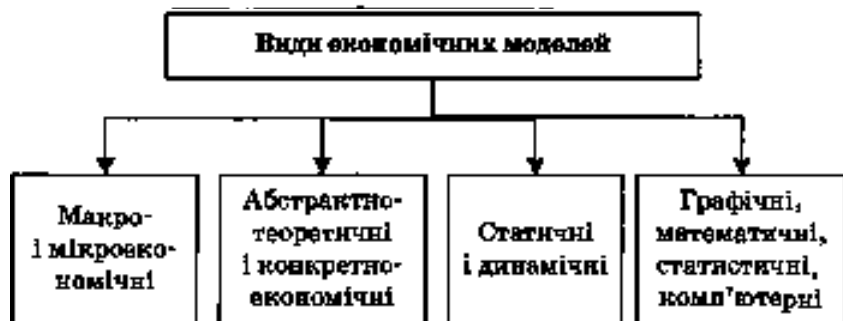 Види економічних моделей
Макро-
і мікроеко-
номічні
Абстрактно-
теоретичні
і конкретно-
економічні
Статичні
і динамічні
Графічні,
математичні,
статистичні,
комп'ютерні